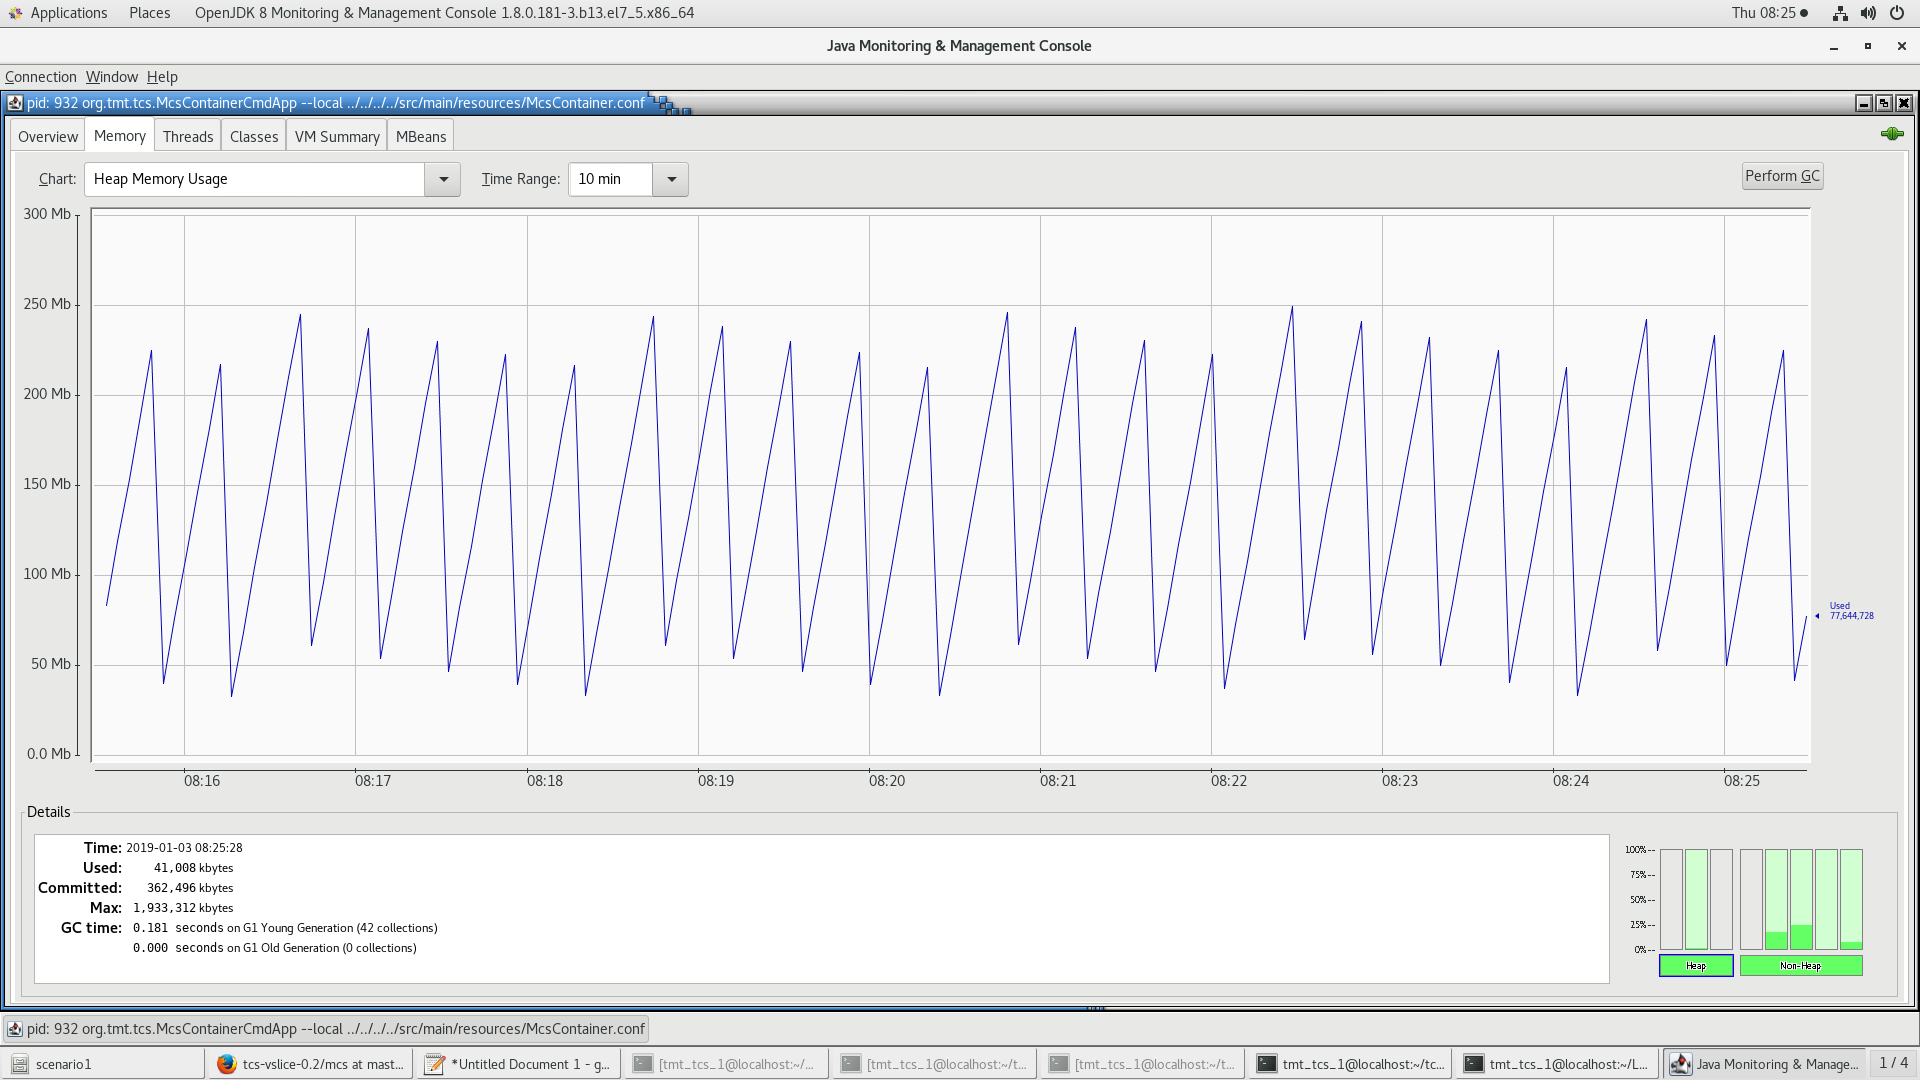 Applications Places OpenJDK 8 Monitoring & Management Console 1.8.0.181-3.b13.el7_5.x86_64 Thu 08:25
Java Monitoring & Management Console
Connection Window Help
pid: 932 org.tmt.tcs.McsContainerCmdApp --local ../../../../src/main/resources/McsContainer.conf
Overview Memory Threads Classes VM Summary MBeans
Chart: Heap Memory Usage Time Range: 10 min Perform GC
300 Mb
250 Mb
200 Mb
150 Mb
100 Mb
50 Mb
0.0 Mb
Used
77,644,728
08:16 08:17 08:18 08:19 08:20 08:21 08:22 08:23 08:24 08:25
Details
Time: 2019-01-03 08:25:28
Used: 41,008 kbytes
Committed: 362,496 kbytes
Max: 1,933,312 kbytes
GC time: 0.181 seconds on G1 Young Generation (42 collections)
0.000 seconds on G1 Old Generation (0 collections)
100%--
75%--
50%--
25%--
0%--
Heap Non-Heap
pid: 932 org.tmt.tcs.McsContainerCmdApp --local ../../../../src/main/resources/McsContainer.conf
scenario1 tcs-vslice-0.2/mcs at mast... *Untitled Document 1 - g... [tmt_tcs_1@localhost:~/... [tmt_tcs_1@localhost:~/t... [tmt_tcs_1@localhost:~/t... tmt_tcs_1@localhost:~/tc... tmt_tcs_1@localhost:~/L... Java Monitoring & Manage... 1 / 4